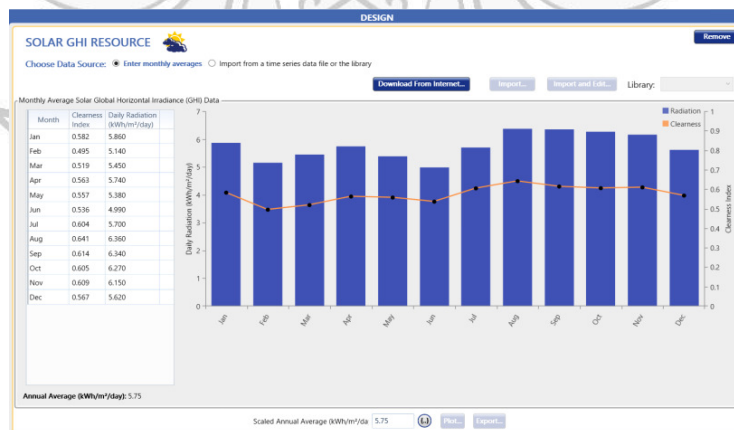 DESIGN
SOLAR GHI RESOURCE
Remove
Choose Data Source: Enter monthly averages Import from a time series data file or the library
Download From Internet... Import... Import and Edit... Library:
Monthly Average Solar Global Horizontal Irradiance (GHI) Data
Month Clearness Index Daily Radiation (kWh/m²/day)
Jan 0.582 5.860
Feb 0.495 5.140
Mar 0.519 5.450
Apr 0.563 5.740
May 0.557 5.380
Jun 0.536 4.990
Jul 0.604 5.700
Aug 0.641 6.360
Sep 0.614 6.340
Oct 0.605 6.270
Nov 0.609 6.150
Dec 0.567 5.620
Daily Radiation (kWh/m²/day)
7
6
5
4
3
2
1
0
Jan Feb Mar Apr May Jun Jul Aug Sep Oct Nov Dec
Radiation
Clearness
1
0.9
0.8
0.7
0.6
0.5
0.4
0.3
0.2
0.1
0
Clearness Index
Annual Average (kWh/m²/day): 5.75
Scaled Annual Average (kWh/m²/da 5.75 {..} Plot... Export...